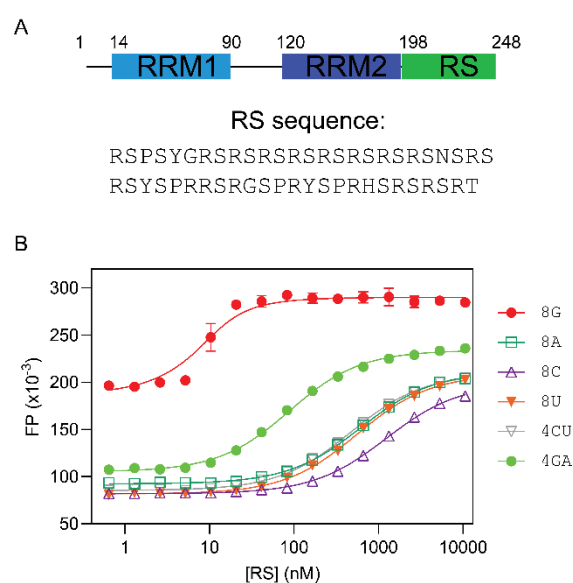 A
1 14 90 120 198 248
RRM1 RRM2 RS
RS sequence:
RSPSYGRSRSRSRSRSRSRSRSNSRS
RSYSPRRSRGSPRYSPRHSRSRSRT
B
FP (x10-3)
300
250
200
150
100
50
1 10 100 1000 10000
[RS] (nM)
8G
8A
8C
8U
4CU
4GA